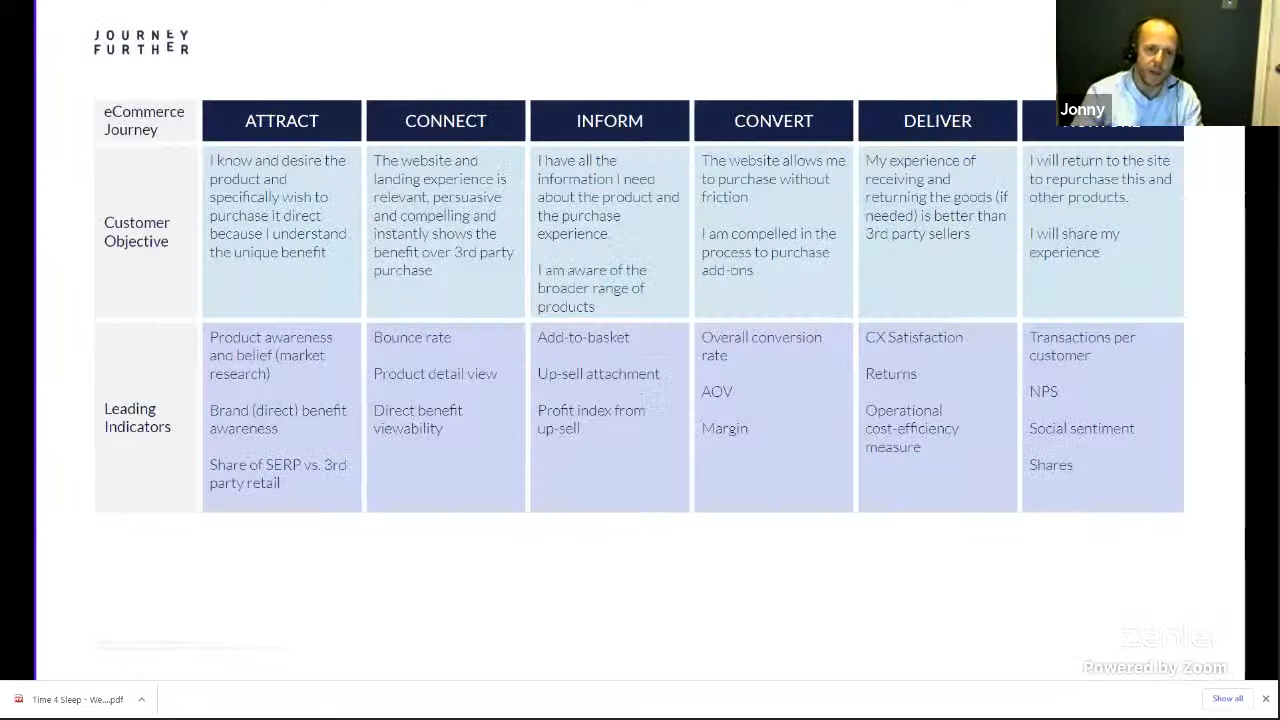 JOURNEY
FURTHER
Jonny
eCommerce
Journey
ATTRACT
CONNECT
INFORM
CONVERT
DELIVER
Customer
Objective
I know and desire the
product and
specifically wish to
purchase it direct
because I understand
the unique benefit
The website and
landing experience is
relevant, persuasive
and compelling and
instantly shows the
benefit over 3rd party
purchase
I have all the
information I need
about the product and
the purchase
experience.
I am aware of the
broader range of
products
The website allows me
to purchase without
friction
I am compelled in the
process to purchase
add-ons
My experience of
receiving and
returning the goods (if
needed) is better than
3rd party sellers
I will return to the site
to repurchase this and
other products.
I will share my
experience
Leading
Indicators
Product awareness
and belief (market
research)
Brand (direct) benefit
awareness
Share of SERP vs. 3rd
party retail
Bounce rate
Product detail view
Direct benefit
viewability
Add-to-basket
Up-sell attachment
Profit index from
up-sell
Overall conversion
rate
AOV
Margin
CX Satisfaction
Returns
Operational
cost-efficiency
measure
Transactions per
customer
NPS
Social sentiment
Shares
Powered by Zoom
Time 4 Sleep - We....pdf
Show all